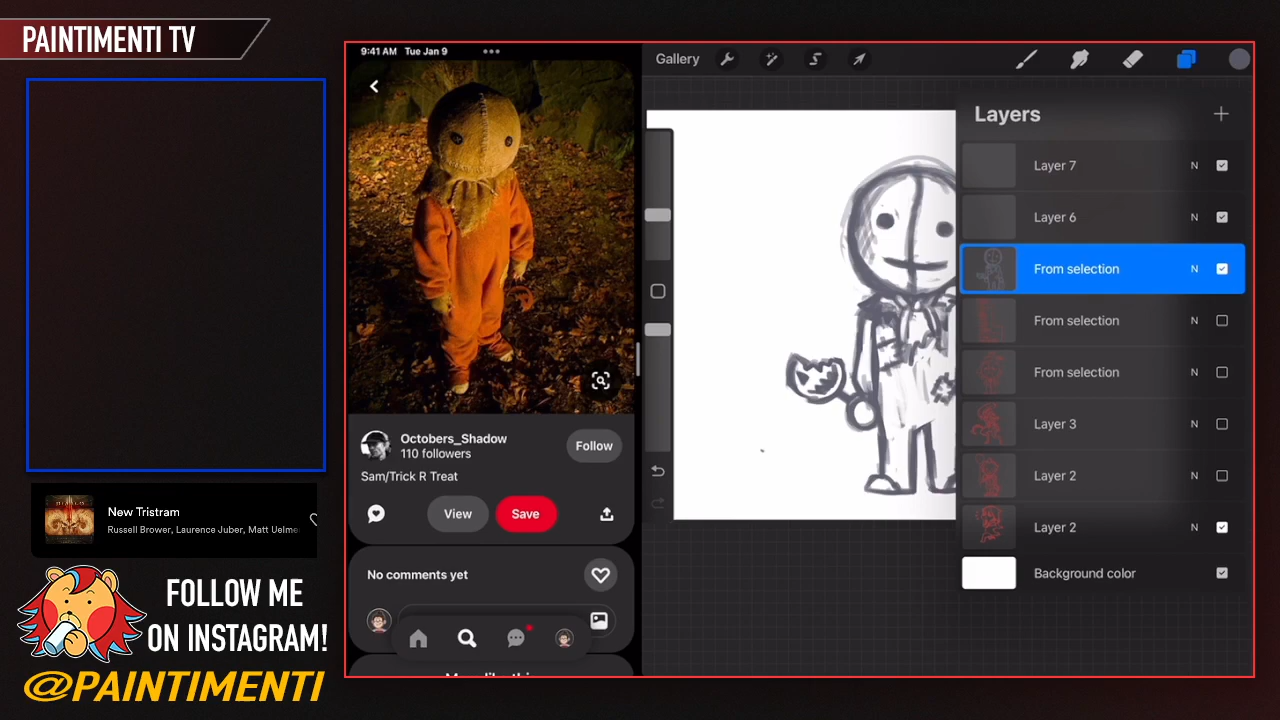 PAINTIMENTI TV
New Tristram
Russell Brower, Laurence Juber, Matt Uelme
FOLLOW ME
ON INSTAGRAM!
@PAINTIMENTI
9:41 AM Tue Jan 9
Octobers_Shadow
110 followers
Follow
Sam/Trick R Treat
View
Save
No comments yet
Gallery
Layers
Layer 7 N
Layer 6 N
From selection N
From selection N
From selection N
Layer 3 N
Layer 2 N
Layer 2 N
Background color